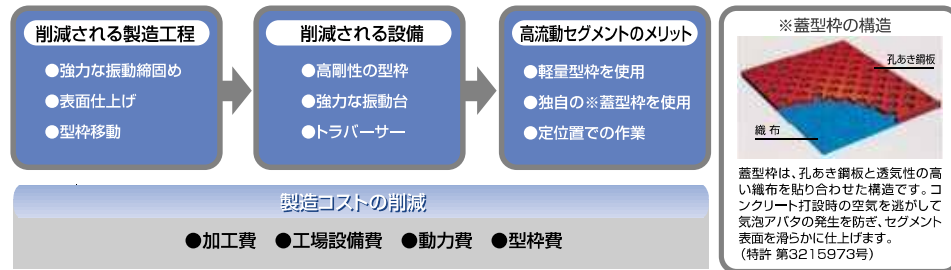 削減される製造工程
●強力な振動締固め
●表面仕上げ
●型枠移動
削減される設備
●高剛性の型枠
●強力な振動台
●トラバーサー
高流動セグメントのメリット
●軽量型枠を使用
●独自の※蓋型枠を使用
●定位置での作業
製造コストの削減
●加工費 ●工場設備費 ●動力費 ●型枠費
※蓋型枠の構造
孔あき鋼板
織布
蓋型枠は、孔あき鋼板と透気性の高
い織布を貼り合わせた構造です。コ
ンクリート打設時の空気を逃がして
気泡アバタの発生を防ぎ、セグメント
表面を滑らかに仕上げます。
(特許 第3215973号)